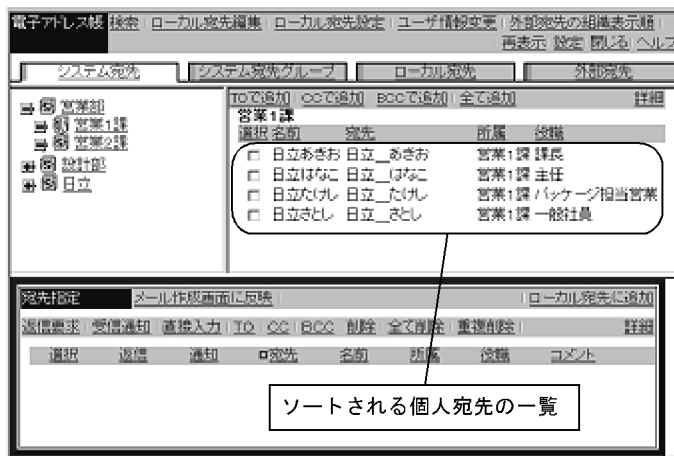 電子アドレス帳 検索 | ローカル宛先編集 | ローカル宛先設定 | ユーザ情報変更 | 外部宛先の組織表示順 |
再表示 設定 閉じる ヘルプ
システム宛先 システム宛先グループ ローカル宛先 外部宛先
営業部
営業1課
営業2課
設計部
日立
TOで追加 | CCで追加 | BCCで追加 | 全て追加 詳細
営業1課
選択 名前 宛先 所属 役職
日立あきお 日立__あきお 営業1課 課長
日立はなこ 日立__はなこ 営業1課 主任
日立たけし 日立__たけし 営業1課 パッケージ担当営業
日立さとし 日立__さとし 営業1課 一般社員
宛先指定 メール作成画面に反映 | | ローカル宛先に追加
返信要求 | 受信通知 | 直接入力 | TO | CC | BCC 削除 | 全て削除 | 重複削除 | 詳細
選択 返信 通知 宛先 名前 所属 役職 コメント
ソートされる個人宛先の一覧